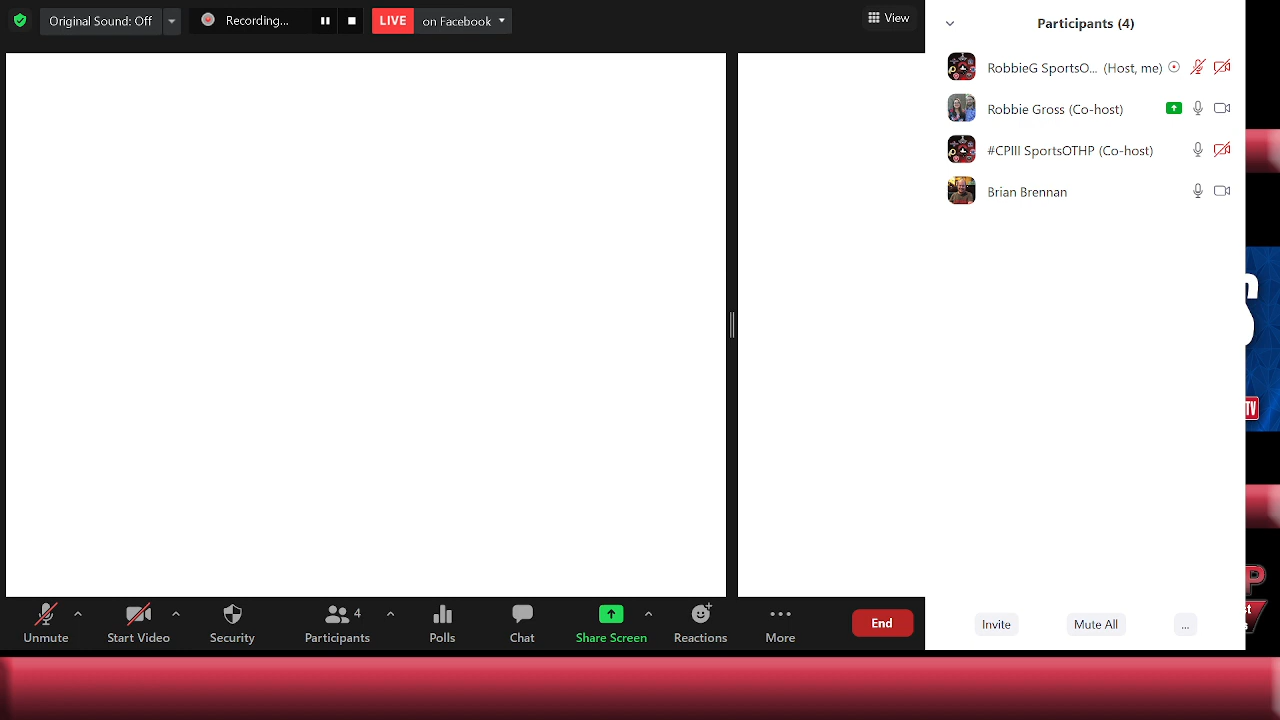 Original Sound: Off
Recording...
LIVE
on Facebook
View
Participants (4)
RobbieG SportsO... (Host, me)
Robbie Gross (Co-host)
#CPIII SportsOTHP (Co-host)
Brian Brennan
S
TV
P
Unmute
Start Video
Security
4
Participants
Polls
Chat
Share Screen
Reactions
More
End
Invite
Mute All
...